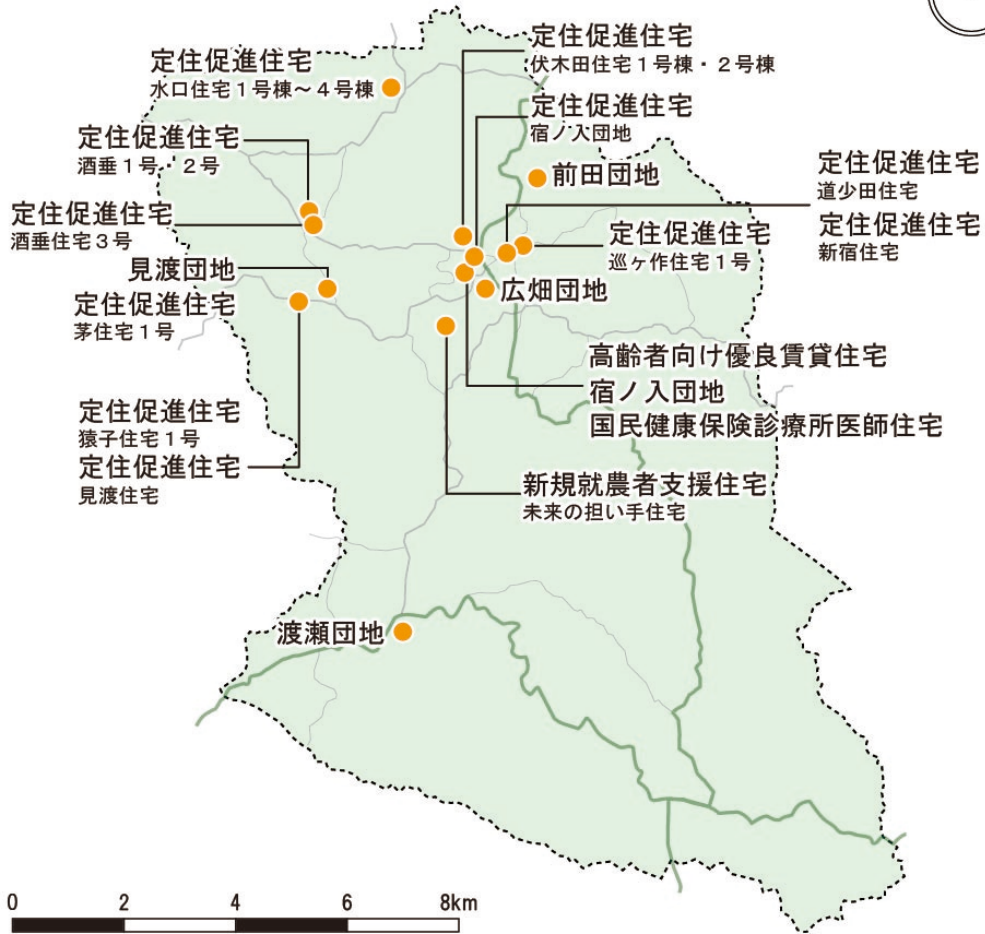 定住促進住宅
伏木田住宅１号棟・２号棟
定住促進住宅
水口住宅１号棟～４号棟
定住促進住宅
宿ノ入団地
定住促進住宅
酒垂１号・２号
前田団地
定住促進住宅
道少田住宅
定住促進住宅
新宿住宅
定住促進住宅
酒垂住宅３号
定住促進住宅
巡ヶ作住宅１号
見渡団地
定住促進住宅
茅住宅１号
広畑団地
高齢者向け優良賃貸住宅
宿ノ入団地
国民健康保険診療所医師住宅
定住促進住宅
猿子住宅１号
定住促進住宅
見渡住宅
新規就農者支援住宅
未来の担い手住宅
渡瀬団地
0 2 4 6 8km